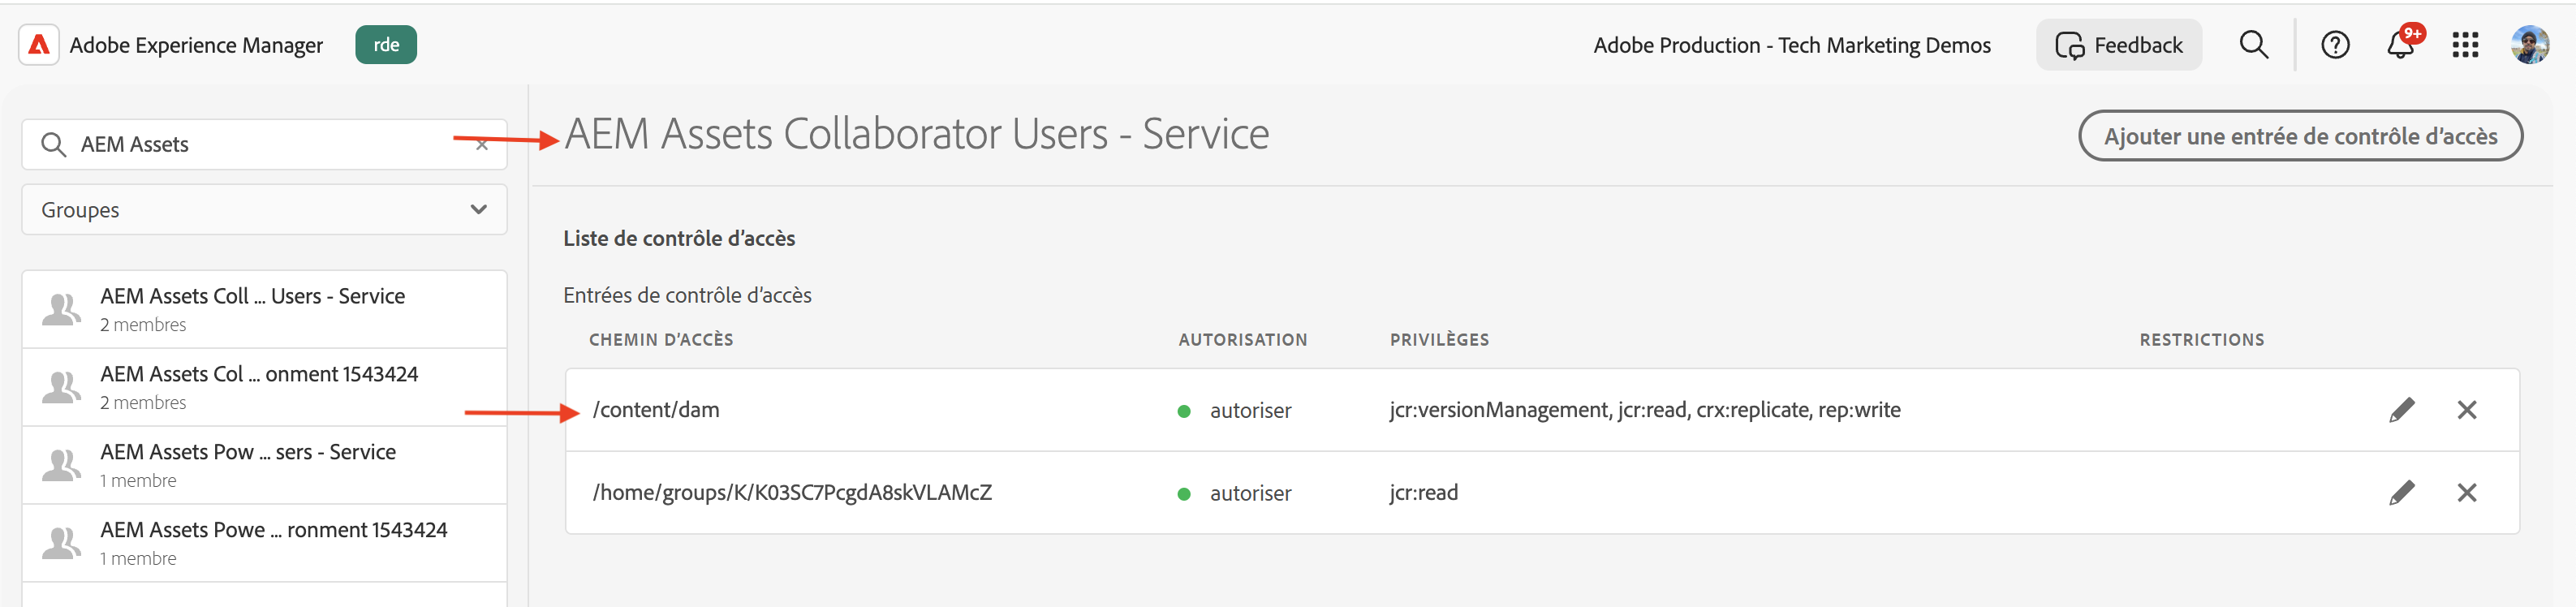 Adobe Experience Manager
rde
Adobe Production - Tech Marketing Demos
Feedback
9+
AEM Assets
Groupes
AEM Assets Coll ... Users - Service
2 membres
AEM Assets Col ... onment 1543424
2 membres
AEM Assets Pow ... sers - Service
1 membre
AEM Assets Powe ... ronment 1543424
1 membre
AEM Assets Collaborator Users - Service
Ajouter une entrée de contrôle d’accès
Liste de contrôle d’accès
Entrées de contrôle d’accès
CHEMIN D’ACCÈS AUTORISATION PRIVILÈGES RESTRICTIONS
/content/dam autoriser jcr:versionManagement, jcr:read, crx:replicate, rep:write
/home/groups/K/K03SC7PcgdA8skVLAMcZ autoriser jcr:read